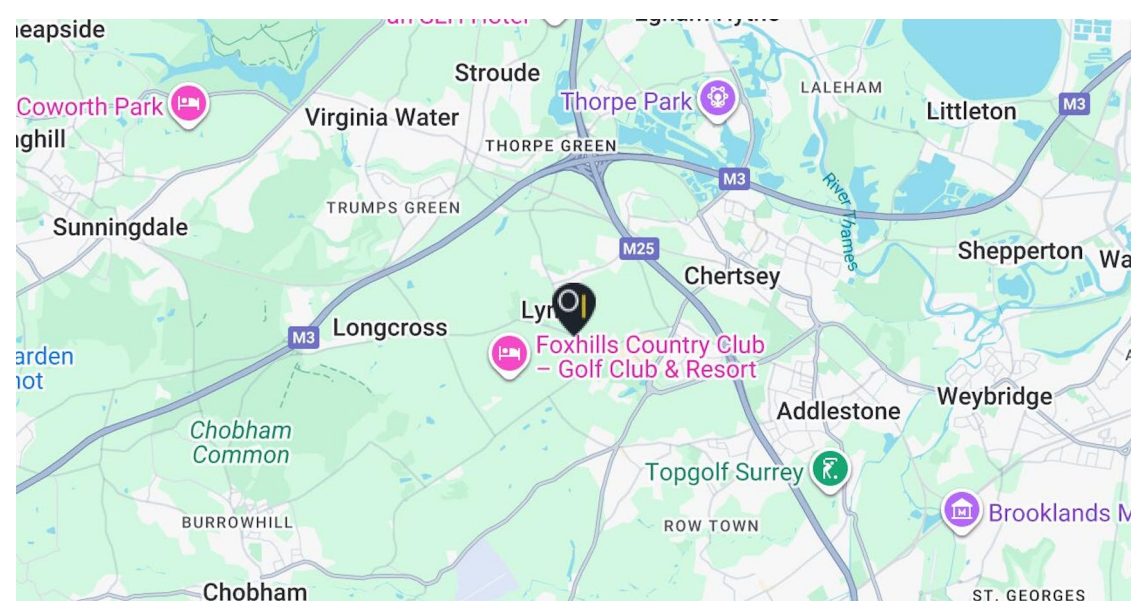 Stroude
LALEHAM
Coworth Park
Thorpe Park
M3
Littleton
Virginia Water
THORPE GREEN
M3
River Thames
TRUMPS GREEN
Sunningdale
M25
Shepperton
Chertsey
Longcross
M3
Foxhills Country Club
– Golf Club & Resort
Weybridge
Addlestone
Chobham
Common
Topgolf Surrey
Brooklands M
BURROWHILL
ROW TOWN
Chobham
ST. GEORGES